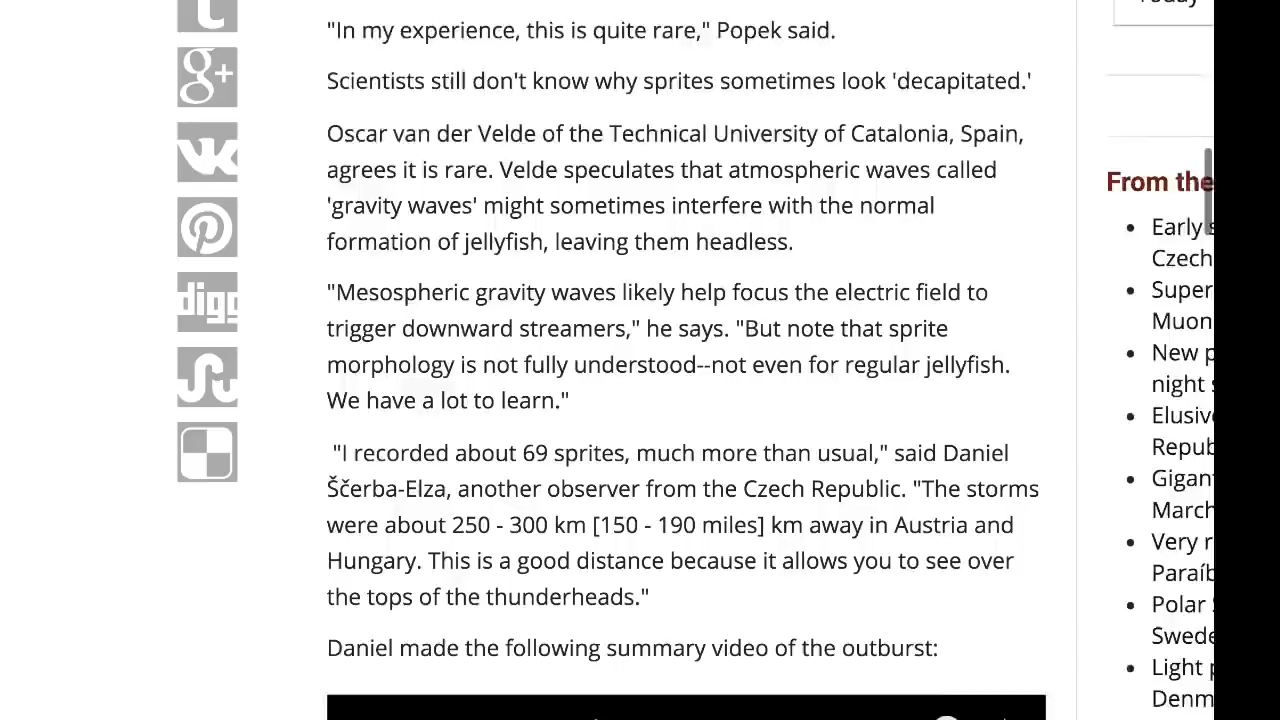 "In my experience, this is quite rare," Popek said.
Scientists still don't know why sprites sometimes look 'decapitated.'
Oscar van der Velde of the Technical University of Catalonia, Spain,
agrees it is rare. Velde speculates that atmospheric waves called
'gravity waves' might sometimes interfere with the normal
formation of jellyfish, leaving them headless.
"Mesospheric gravity waves likely help focus the electric field to
trigger downward streamers," he says. "But note that sprite
morphology is not fully understood--not even for regular jellyfish.
We have a lot to learn."
"I recorded about 69 sprites, much more than usual," said Daniel
Ščerba-Elza, another observer from the Czech Republic. "The storms
were about 250 - 300 km [150 - 190 miles] km away in Austria and
Hungary. This is a good distance because it allows you to see over
the tops of the thunderheads."
Daniel made the following summary video of the outburst:
g+
digg
From the
Early
Czech
Super
Muon
New
night
Elusiv
Repub
Gigan
March
Very
Paraíb
Polar
Swede
Light
Denm